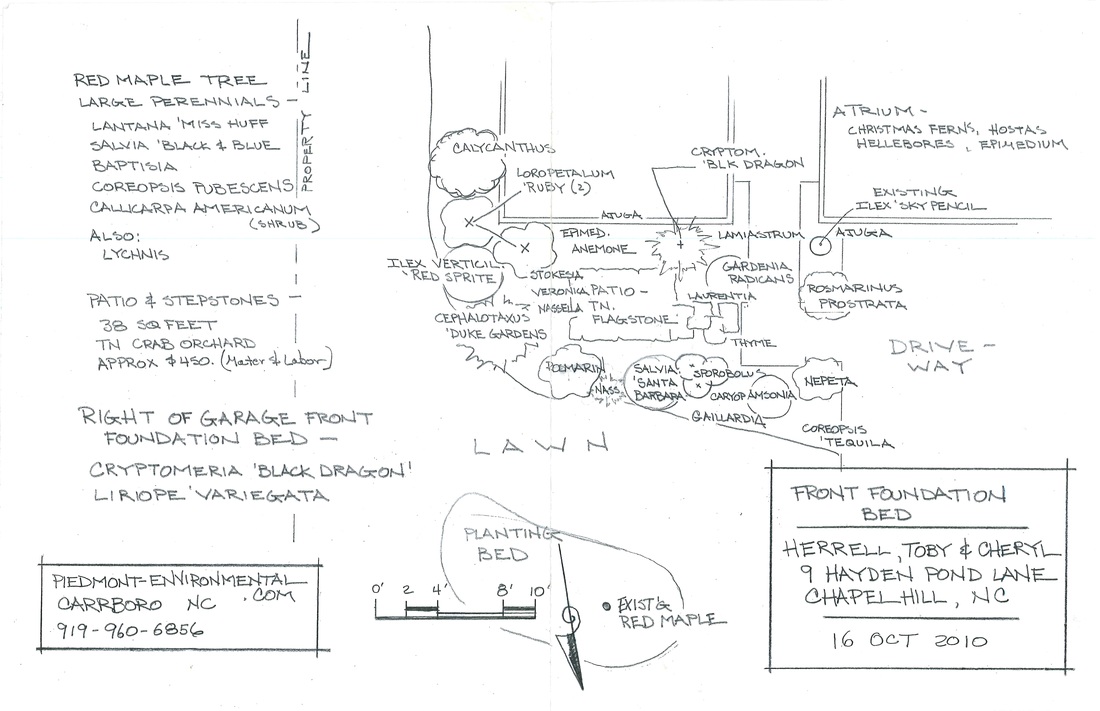 RED MAPLE TREE
LARGE PERENNIALS –
LANTANA 'MISS HUFF
SALVIA 'BLACK & BLUE
BAPTISIA
COREOPSIS PUBESCENS
CALLICARPA AMERICANUM
(SHRUB)
ALSO:
LYCHNIS
PATIO & STEPSTONES –
38 SQ FEET
TN CRAB ORCHARD
APPROX $450. (Mater & Labor)
RIGHT OF GARAGE FRONT
FOUNDATION BED –
CRYPTOMERIA 'BLACK DRAGON'
LIRIOPE 'VARIEGATA
PIEDMONT-ENVIRONMENTAL
.COM
CARRBORO NC
919-960-6856
PROPERTY LINE
CALYCANTHUS
LOROPETALUM
'RUBY (2)
CRYPTOM.
'BLK DRAGON
ATRIUM –
CHRISTMAS FERNS, HOSTAS
HELLEBORES, EPIMEDIUM
EXISTING
ILEX 'SKY PENCIL
AJUGA
EPIMED.
ANEMONE
LAMIASTRUM
AJUGA
ILEX VERTICIL.
'RED SPRITE
STOKESIA
VERONICA
NASSELA
PATIO –
TN.
FLAGSTONE
GARDENIA
RADICANS
LAURENTIA
ROSMARINUS
PROSTRATA
CEPHALOTAXUS
'DUKE GARDENS
THYME
DRIVE-
WAY
ROSMARIN
NASS.
SALVIA
'SANTA
BARBARA
SPOROBOLUS
CARYOP
AMSONIA
NEPETA
GAILLARDIA
COREOPSIS
'TEQUILA
LAWN
PLANTING
BED
0' 2 4' 8' 10'
EXIST'G
RED MAPLE
FRONT FOUNDATION
BED
HERRELL, TOBY & CHERYL
9 HAYDEN POND LANE
CHAPEL HILL, NC
16 OCT 2010